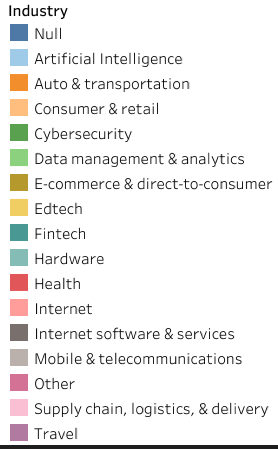 Industry
Null
Artificial Intelligence
Auto & transportation
Consumer & retail
Cybersecurity
Data management & analytics
E-commerce & direct-to-consumer
Edtech
Fintech
Hardware
Health
Internet
Internet software & services
Mobile & telecommunications
Other
Supply chain, logistics, & delivery
Travel